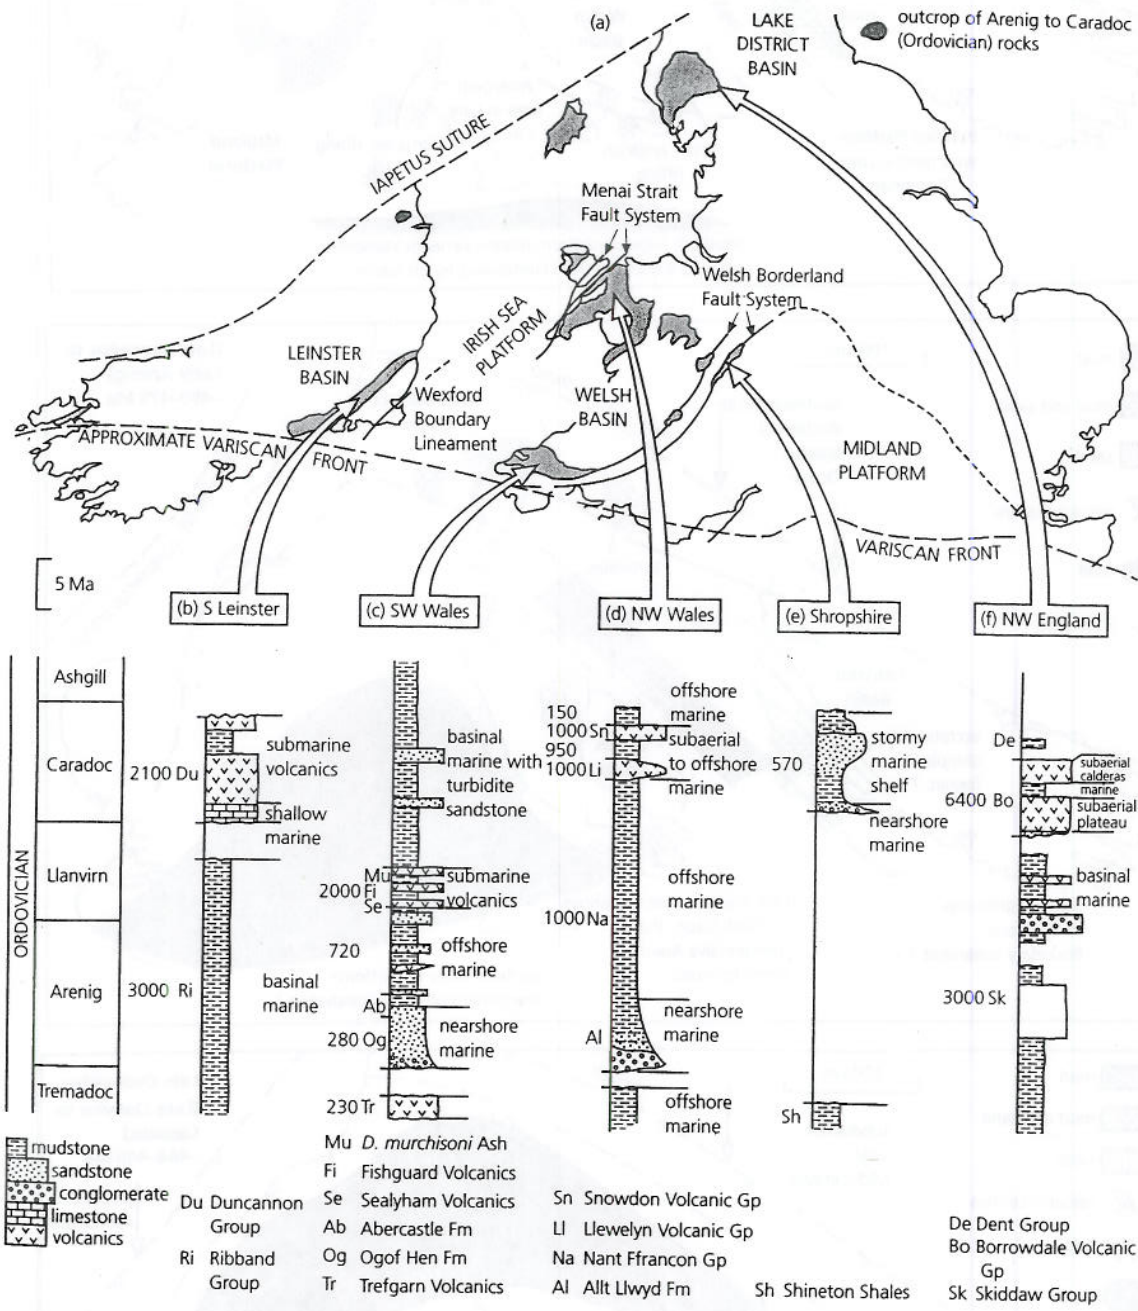 (a)
LAKE
DISTRICT
BASIN
outcrop of Arenig to Caradoc
(Ordovician) rocks
IAPETUS SUTURE
Menai Strait
Fault System
Welsh Borderland
Fault System
IRISH SEA
PLATFORM
LEINSTER
BASIN
Wexford
Boundary
Lineament
WELSH
BASIN
MIDLAND
PLATFORM
APPROXIMATE VARISCAN FRONT
VARISCAN FRONT
5 Ma
(b) S Leinster
(c) SW Wales
(d) NW Wales
(e) Shropshire
(f) NW England
ORDOVICIAN
Ashgill
Caradoc
Llanvirn
Arenig
Tremadoc
2100 Du
submarine
volcanics
shallow
marine
3000 Ri
basinal
marine
basinal
marine with
turbidite
sandstone
Mu
2000 Fi
Se
submarine
volcanics
720
offshore
marine
Ab
280 Og
nearshore
marine
230 Tr
150
1000 Sn
950
1000 Li
offshore
marine
subaerial
to offshore
marine
offshore
marine
1000 Na
nearshore
marine
Al
offshore
marine
570
stormy
marine
shelf
nearshore
marine
Sh
De
subaerial
calderas
marine
6400 Bo
subaerial
plateau
basinal
marine
3000 Sk
mudstone
sandstone
conglomerate
limestone
volcanics
Du Duncannon
Group
Ri Ribband
Group
Mu D. murchisoni Ash
Fi Fishguard Volcanics
Se Sealyham Volcanics
Ab Abercastle Fm
Og Ogof Hen Fm
Tr Trefgarn Volcanics
Sn Snowdon Volcanic Gp
Ll Llewelyn Volcanic Gp
Na Nant Ffrancon Gp
Al Allt Llwyd Fm
Sh Shineton Shales
De Dent Group
Bo Borrowdale Volcanic
Gp
Sk Skiddaw Group